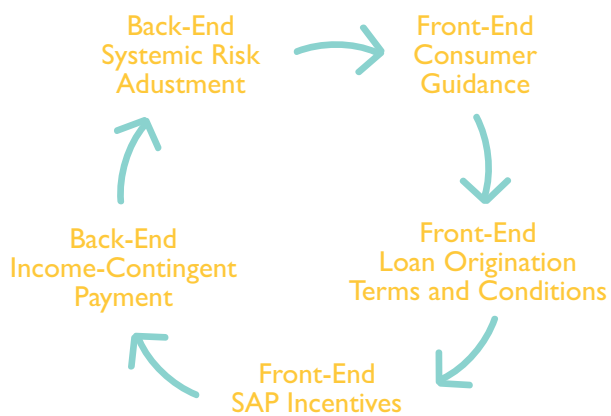 Back-End
Systemic Risk
Adustment
Front-End
Consumer
Guidance
Front-End
Loan Origination
Terms and Conditions
Front-End
SAP Incentives
Back-End
Income-Contingent
Payment